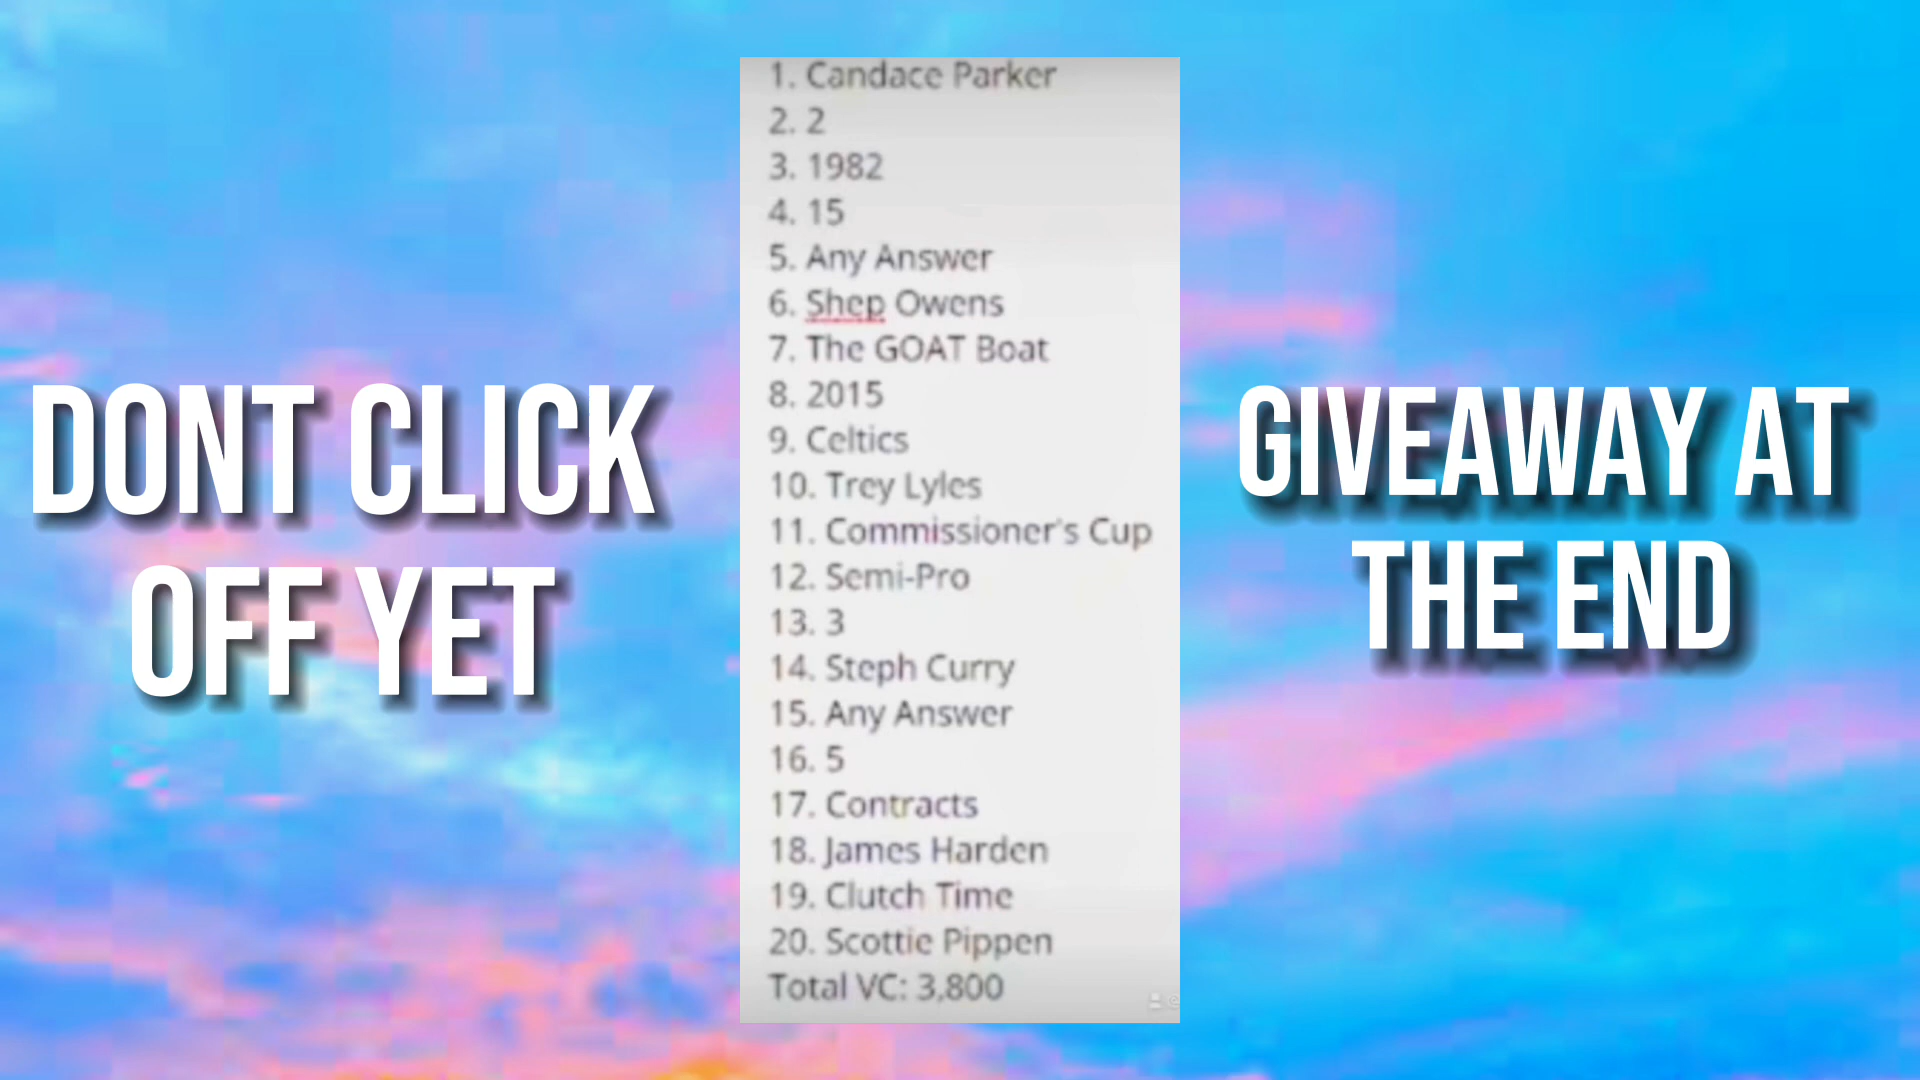 DONT CLICK
OFF YET
1. Candace Parker
2. 2
3. 1982
4. 15
5. Any Answer
6. Shep Owens
7. The GOAT Boat
8. 2015
9. Celtics
10. Trey Lyles
11. Commissioner's Cup
12. Semi-Pro
13. 3
14. Steph Curry
15. Any Answer
16. 5
17. Contracts
18. James Harden
19. Clutch Time
20. Scottie Pippen
Total VC: 3,800
GIVEAWAY AT
THE END